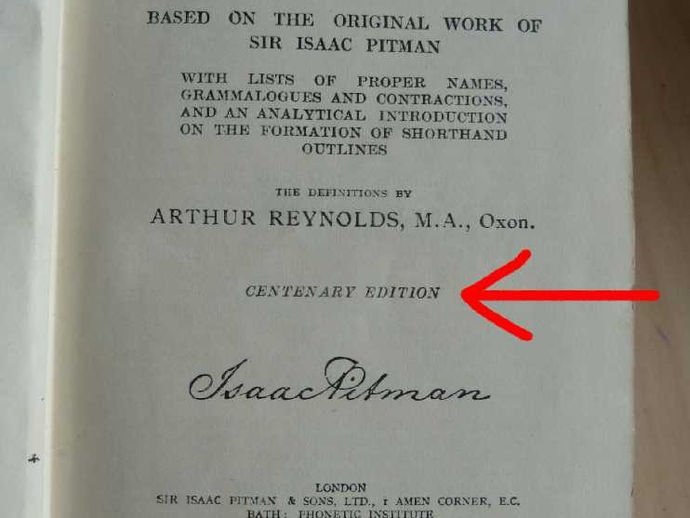 BASED ON THE ORIGINAL WORK OF
SIR ISAAC PITMAN
WITH LISTS OF PROPER NAMES,
GRAMMALOGUES AND CONTRACTIONS,
AND AN ANALYTICAL INTRODUCTION
ON THE FORMATION OF SHORTHAND
OUTLINES
THE DEFINITIONS BY
ARTHUR REYNOLDS, M.A., Oxon.
CENTENARY EDITION
Isaac Pitman
LONDON
SIR ISAAC PITMAN & SONS, LTD., 1 AMEN CORNER, E.C.
BATH: PHONETIC INSTITUTE